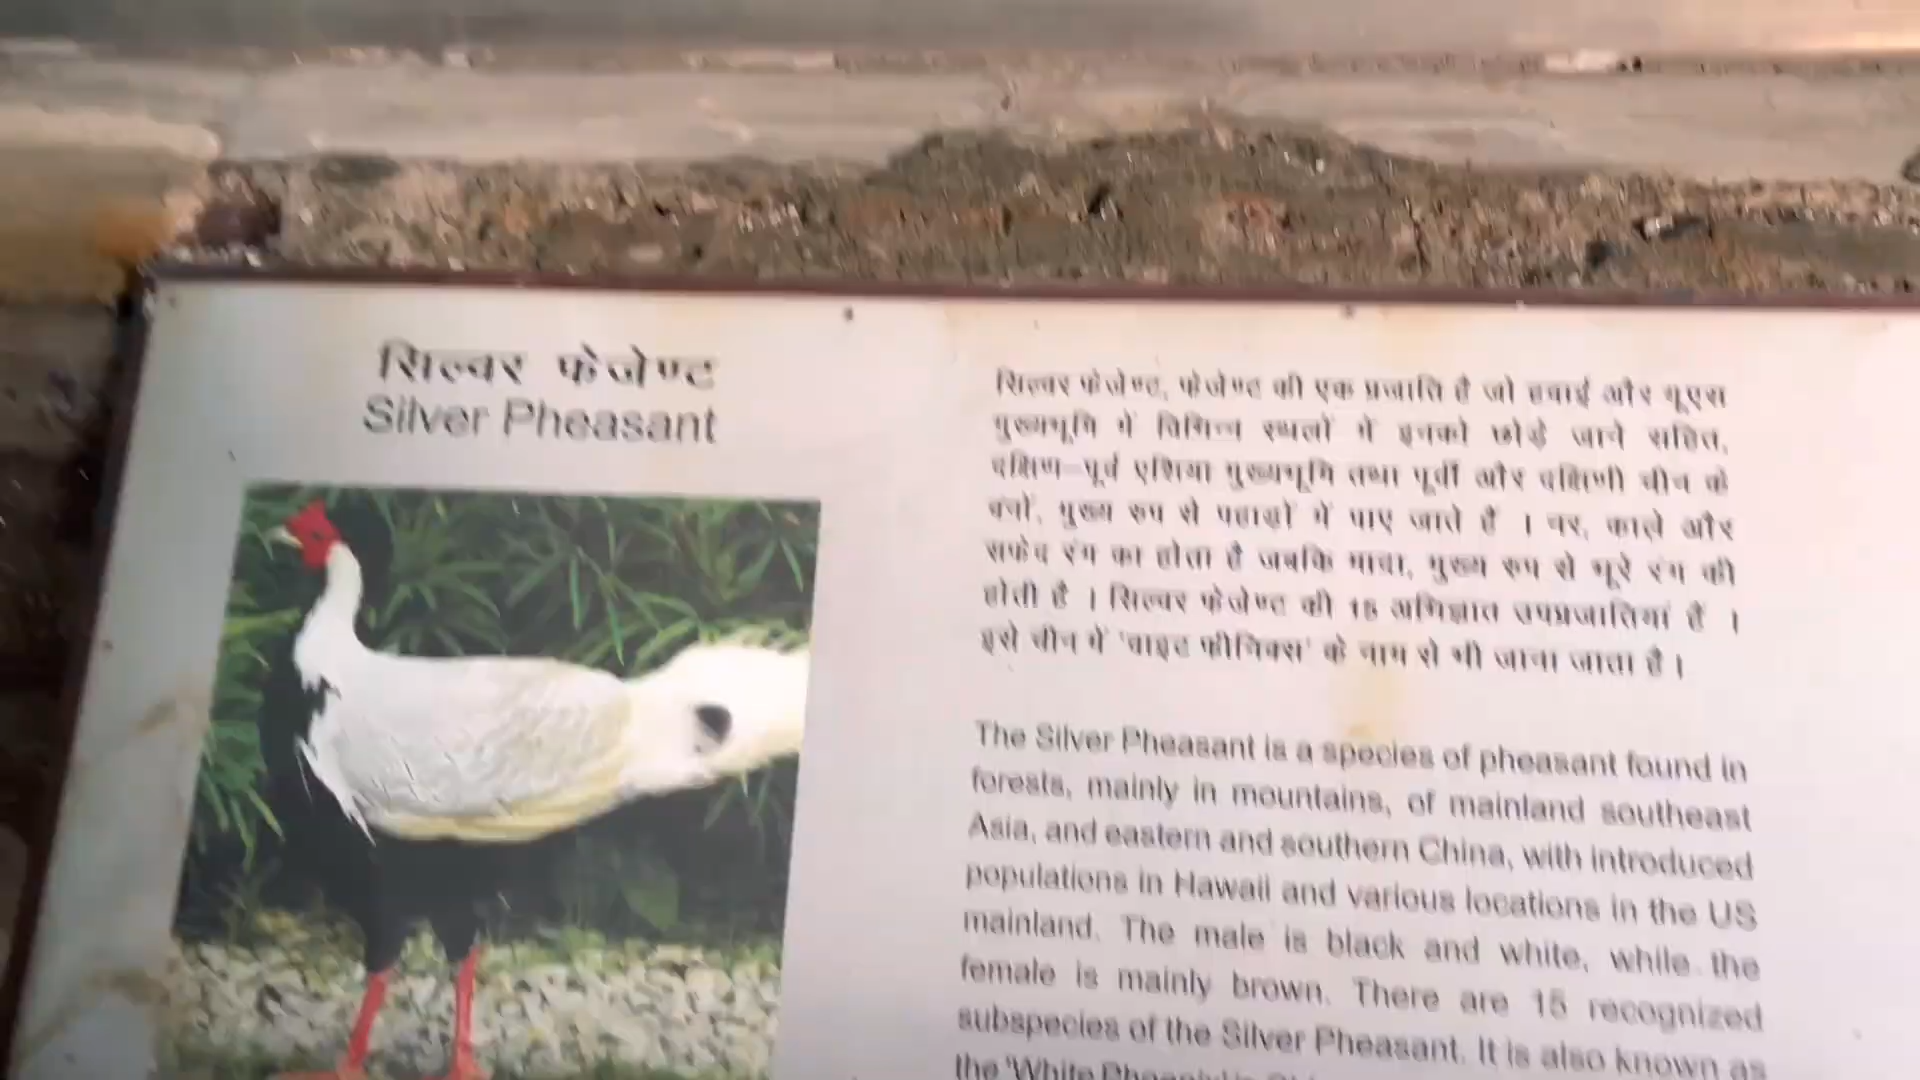 सिल्वर फेजेण्ट
Silver Pheasant
सिल्वर फेजेण्ट, फेजेण्ट की एक प्रजाति है जो हवाई और यूएस
मुख्यभूमि में विभिन्न स्थलों में इनको छोड़े जाने सहित,
दक्षिण-पूर्व एशिया मुख्यभूमि तथा पूर्वी और दक्षिणी चीन के
वनों, मुख्य रुप से पहाड़ों में पाए जाते हैं । नर, काले और
सफेद रंग का होता है जबकि मादा, मुख्य रुप से भूरे रंग की
होती है । सिल्वर फेजेण्ट की 15 अभिज्ञात उपप्रजातियां हैं ।
इसे चीन में 'वाइट फीनिक्स' के नाम से भी जाना जाता है ।
The Silver Pheasant is a species of pheasant found in
forests, mainly in mountains, of mainland southeast
Asia, and eastern and southern China, with introduced
populations in Hawaii and various locations in the US
mainland. The male is black and white, while the
female is mainly brown. There are 15 recognized
subspecies of the Silver Pheasant. It is also known as
the 'White Phoenix' in